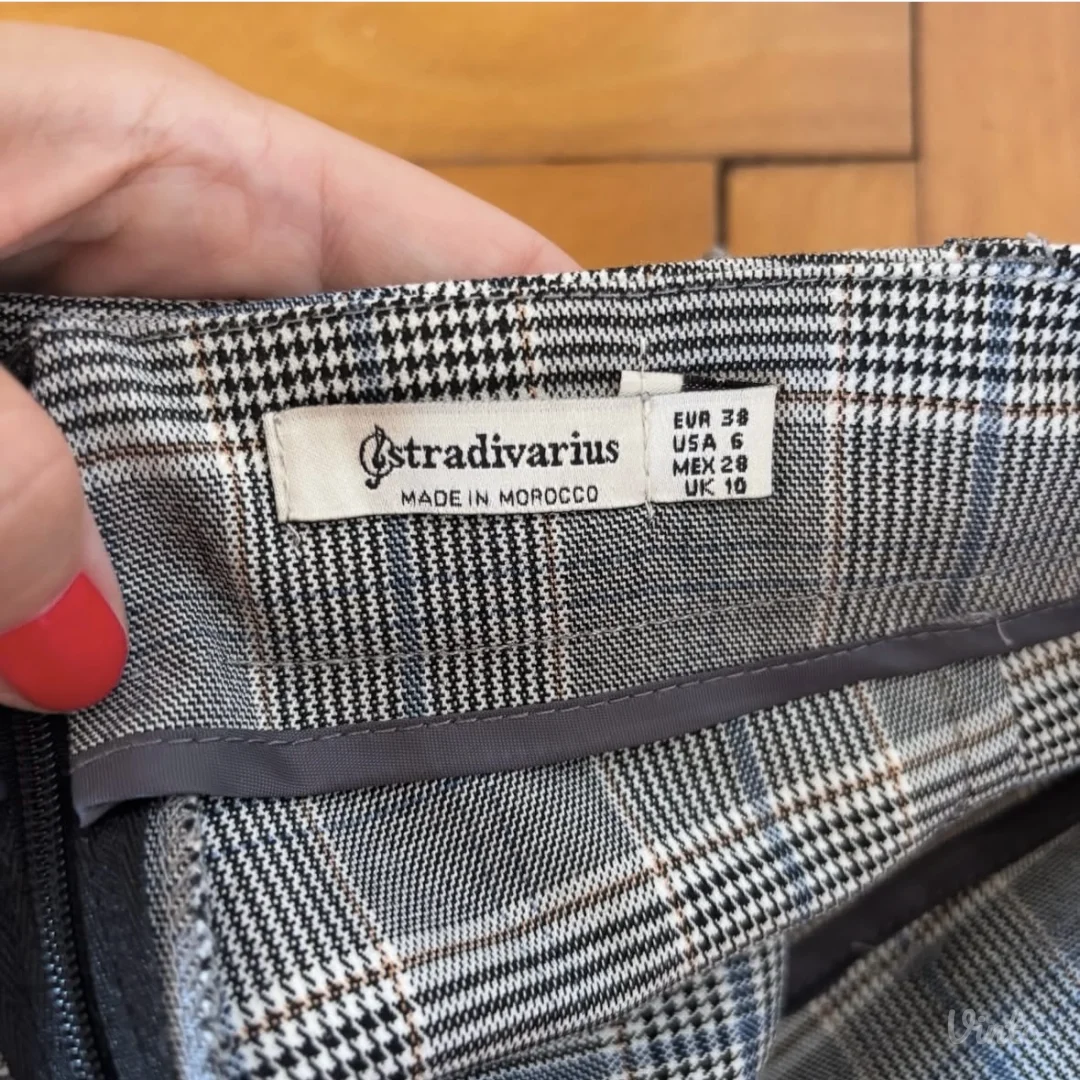 stradivarius
MADE IN MOROCCO
EUR 38
USA 6
MEX 28
UK 10